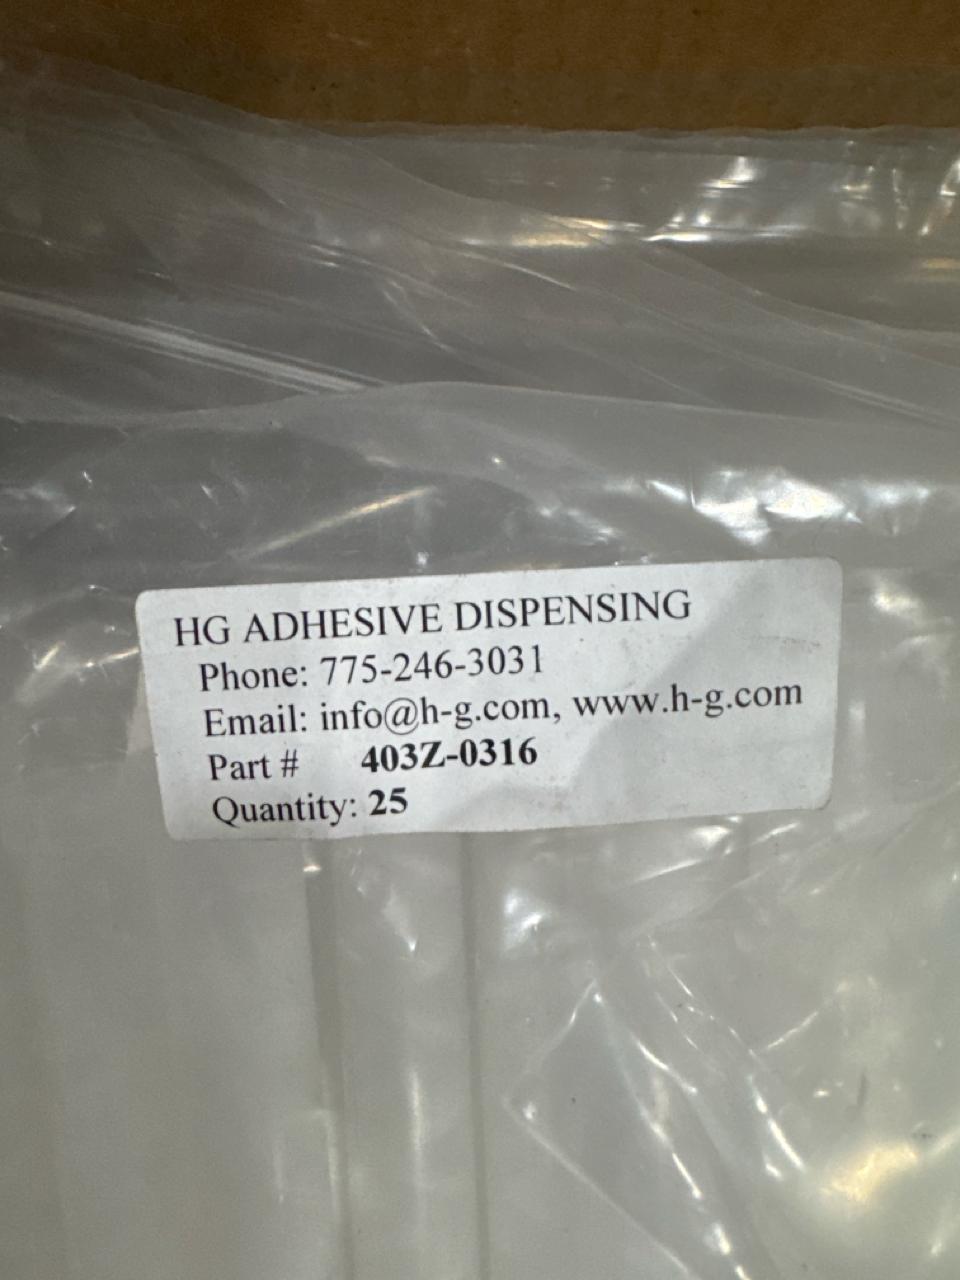 HG ADHESIVE DISPENSING
Phone: 775-246-3031
Email: info@h-g.com, www.h-g.com
Part # 403Z-0316
Quantity: 25